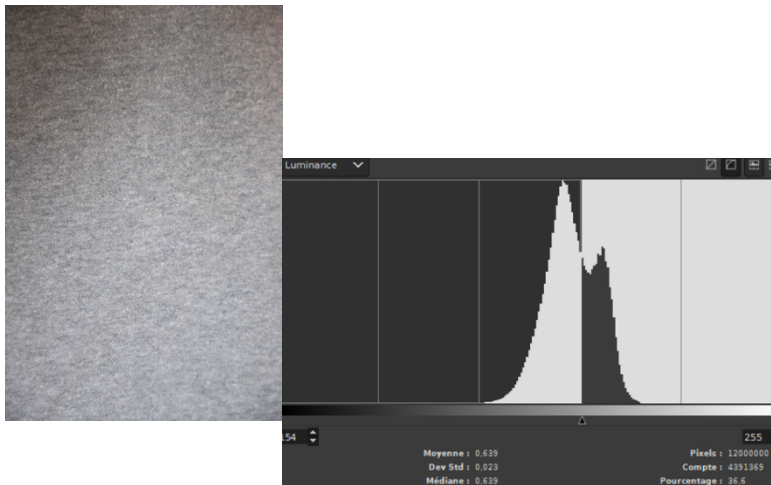 Luminance
154 255
Moyenne : 0,639 Pixels : 12000000
Dev Std : 0,023 Compte : 4391369
Médiane : 0,639 Pourcentage : 36.6